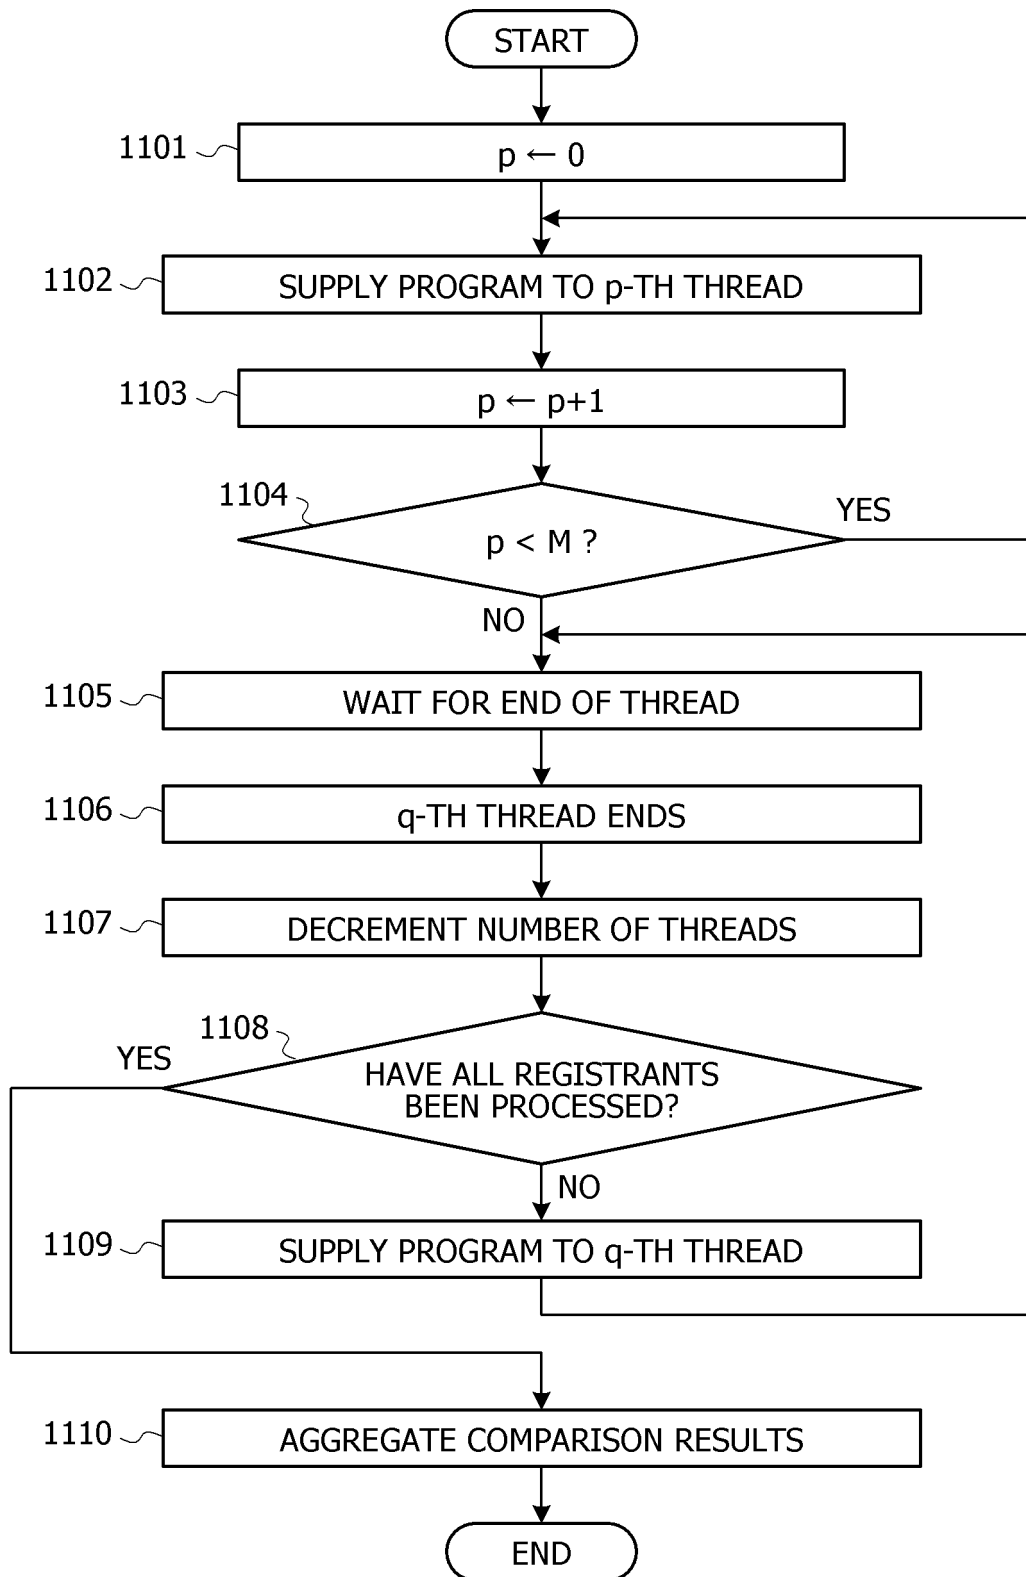 START
1101
p ← 0
1102
SUPPLY PROGRAM TO p-TH THREAD
1103
p ← p+1
1104
YES
p < M ?
NO
1105
WAIT FOR END OF THREAD
1106
q-TH THREAD ENDS
1107
DECREMENT NUMBER OF THREADS
1108
YES
HAVE ALL REGISTRANTS
BEEN PROCESSED?
NO
1109
SUPPLY PROGRAM TO q-TH THREAD
1110
AGGREGATE COMPARISON RESULTS
END